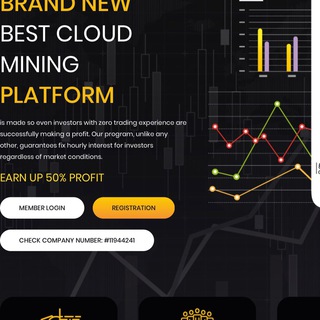 BRAND NEW
BEST CLOUD
MINING
PLATFORM
is made so even investors with zero trading experience are
successfully making a profit. Our program, unlike any
other, guarantees fix hourly interest for investors
regardless of market conditions.
EARN UP 50% PROFIT
MEMBER LOGIN
REGISTRATION
CHECK COMPANY NUMBER: #11944241